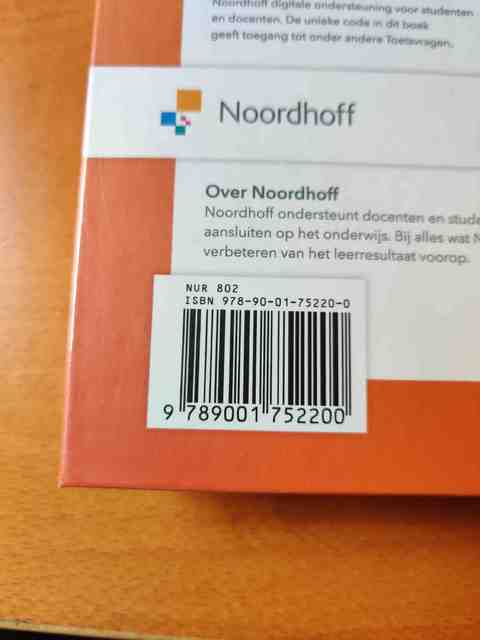 Noordhoff digitale ondersteuning voor studenten
en docenten. De unieke code in dit boek
geeft toegang tot onder andere Toetsvragen,
Noordhoff
Over Noordhoff
Noordhoff ondersteunt docenten en stude
aansluiten op het onderwijs. Bij alles wat N
verbeteren van het leerresultaat voorop.
NUR 802
ISBN 978-90-01-75220-0
9 789001 752200